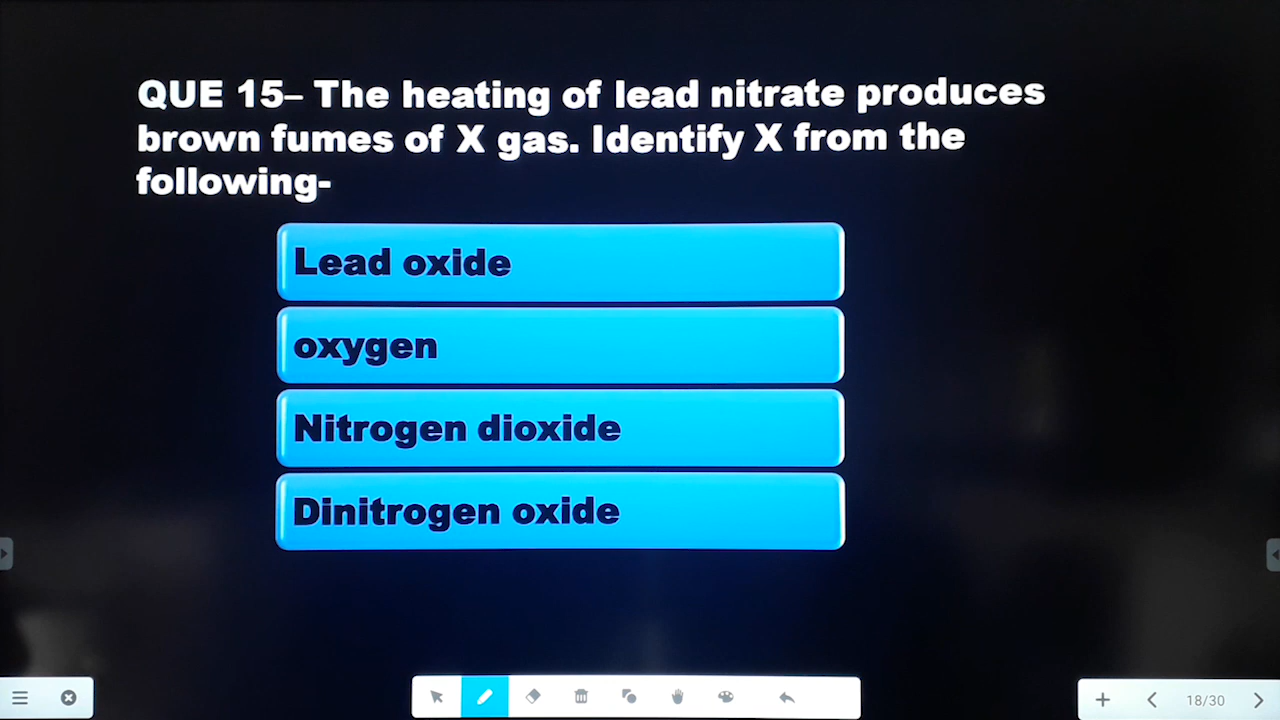 QUE 15– The heating of lead nitrate produces
brown fumes of X gas. Identify X from the
following-
Lead oxide
oxygen
Nitrogen dioxide
Dinitrogen oxide
18/30